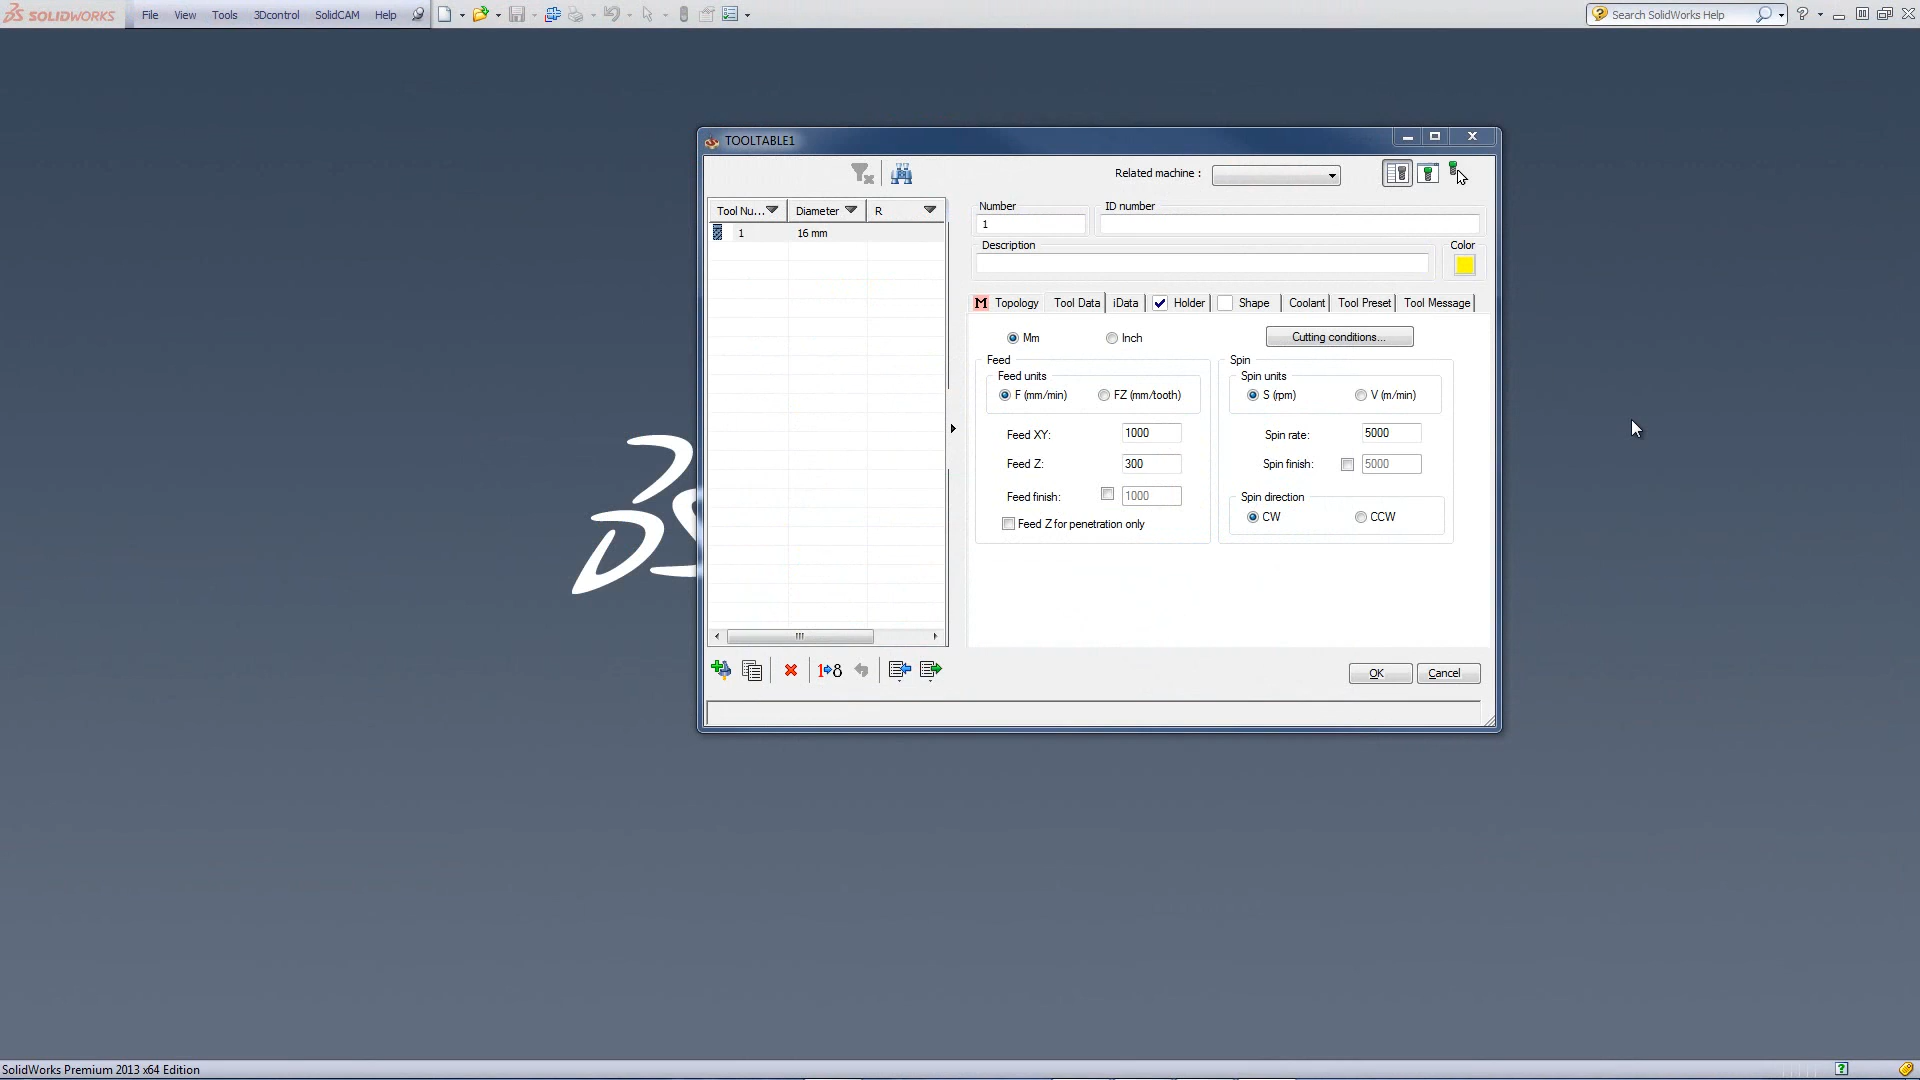 SOLIDWORKS File View Tools 3Dcontrol SolidCAM Help Search SolidWorks Help
TOOLTABLE1
Related machine :
Tool Nu... Diameter R
1 16 mm
Number ID number
1
Description Color
M Topology Tool Data iData Holder Shape Coolant Tool Preset Tool Message
Mm Inch Cutting conditions...
Feed Spin
Feed units Spin units
F (mm/min) FZ (mm/tooth) S (rpm) V (m/min)
Feed XY: 1000 Spin rate: 5000
Feed Z: 300 Spin finish: 5000
Feed finish: 1000 Spin direction
Feed Z for penetration only CW CCW
1 8
OK Cancel
SolidWorks Premium 2013 x64 Edition